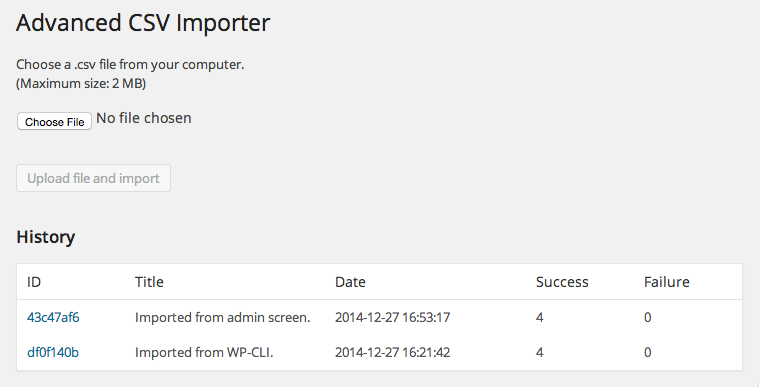 Advanced CSV Importer
Choose a .csv file from your computer.
(Maximum size: 2 MB)
Choose File No file chosen
Upload file and import
History
ID Title Date Success Failure
43c47af6 Imported from admin screen. 2014-12-27 16:53:17 4 0
df0f140b Imported from WP-CLI. 2014-12-27 16:21:42 4 0